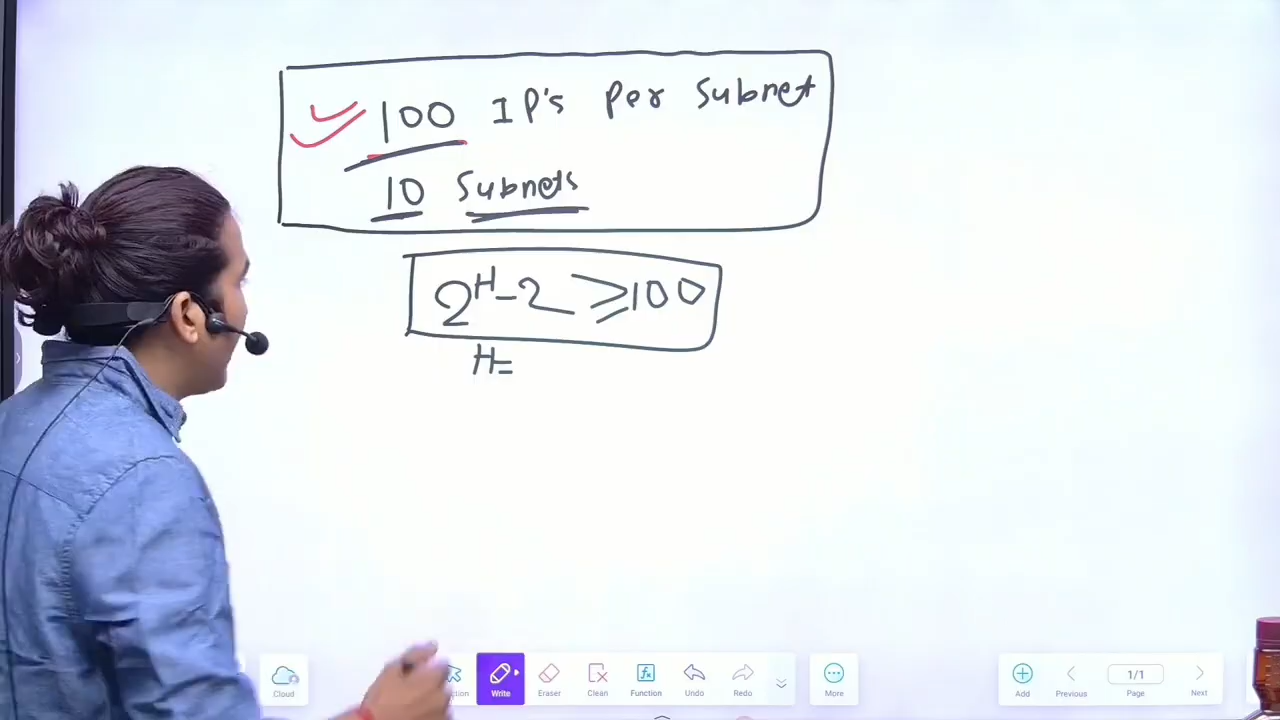 100 IP's Per Subnet
10 Subnets
2^H-2 ≥100
H=
Cloud
Write
Eraser
Clean
Function
Undo
Redo
More
Add
Previous
1/1
Page
Next